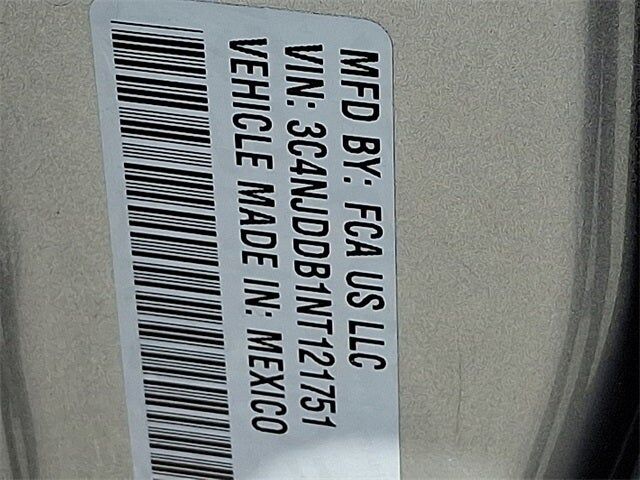 MFD BY: FCA US LLC
VIN: 3C4NJDDB1NT121751
VEHICLE MADE IN: MEXICO